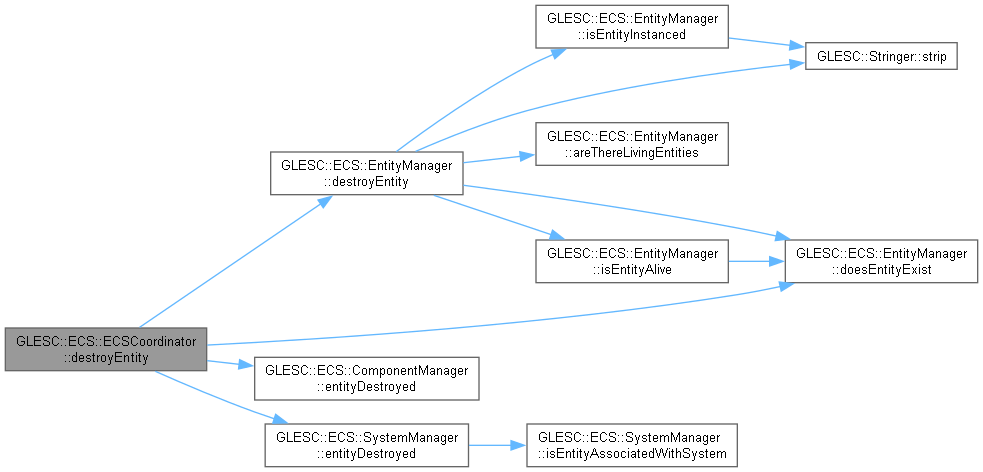 GLESC::ECS::EntityManager
::isEntityInstanced
GLESC::Stringer::strip
GLESC::ECS::EntityManager
::areThereLivingEntities
GLESC::ECS::EntityManager
::destroyEntity
GLESC::ECS::EntityManager
::isEntityAlive
GLESC::ECS::EntityManager
::doesEntityExist
GLESC::ECS::ECSCoordinator
::destroyEntity
GLESC::ECS::ComponentManager
::entityDestroyed
GLESC::ECS::SystemManager
::entityDestroyed
GLESC::ECS::SystemManager
::isEntityAssociatedWithSystem